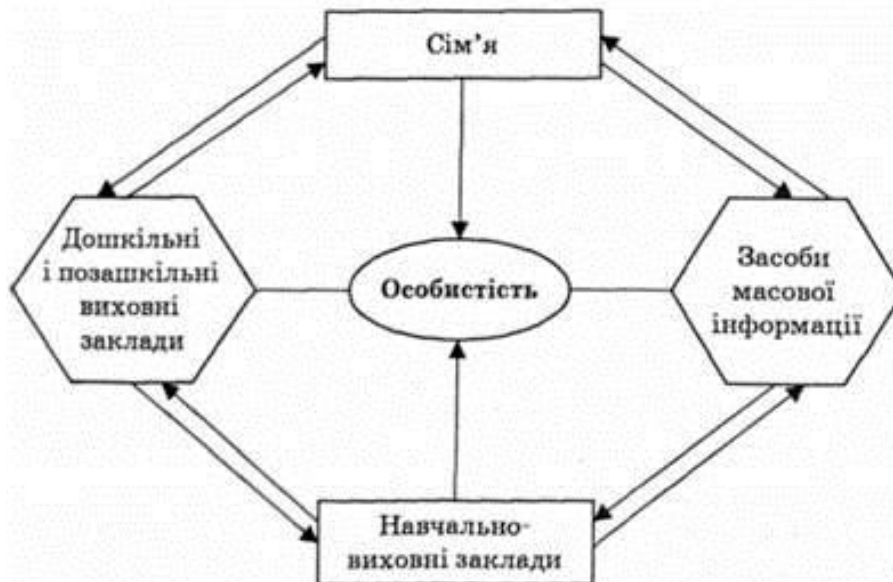 Сім’я
Дошкільні
і позашкільні
виховні
заклади
Особистість
Засоби
масової
інформації
Навчально-
виховні заклади